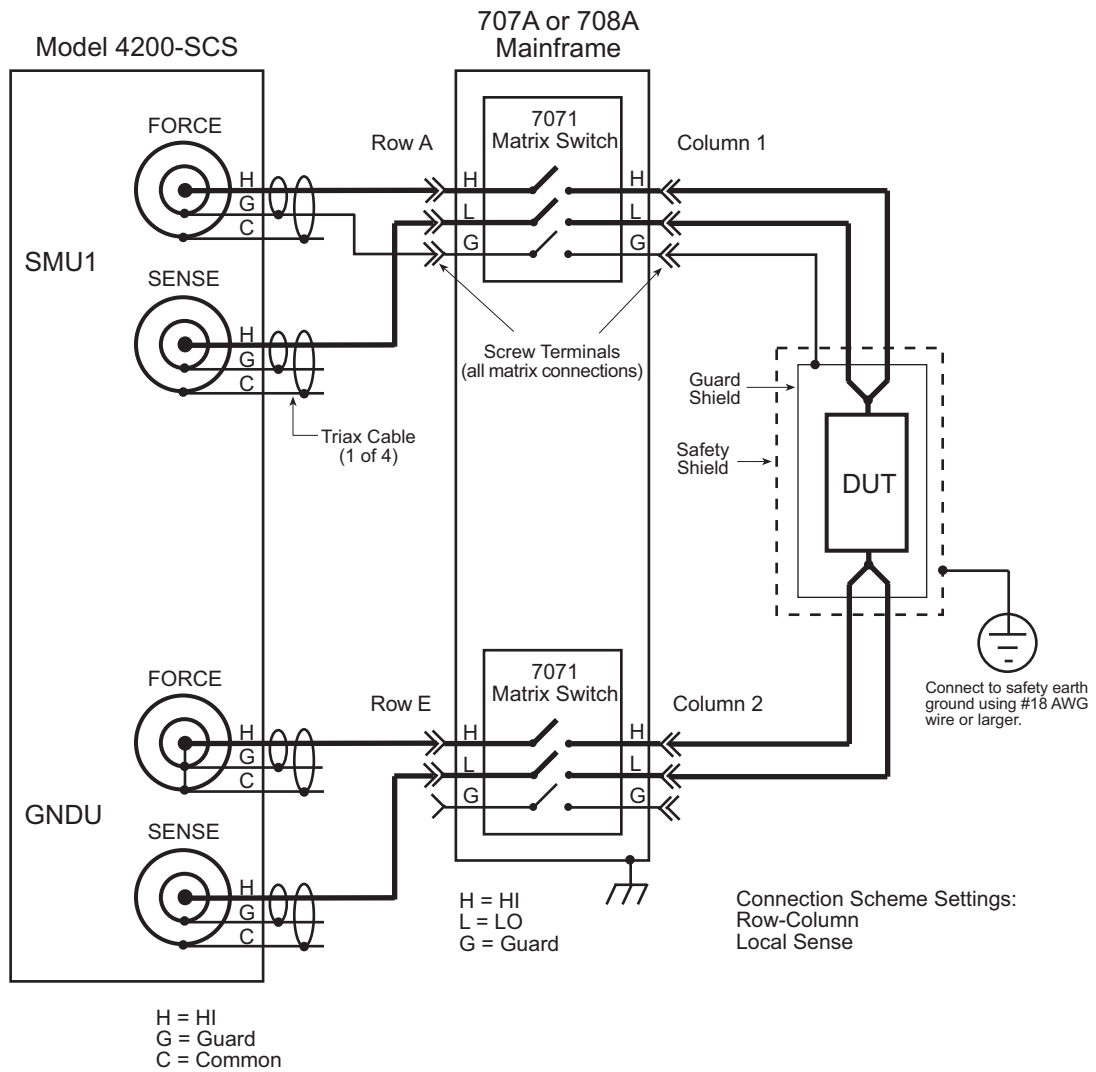 707A or 708A
Mainframe
Model 4200-SCS
7071
Matrix Switch
FORCE
Row A
Column 1
H
G
C
H
L
G
H
L
G
SMU1
SENSE
H
G
C
Screw Terminals
(all matrix connections)
Guard
Shield
Triax Cable
(1 of 4)
Safety
Shield
DUT
FORCE
7071
Matrix Switch
Row E
Column 2
Connect to safety earth
ground using #18 AWG
wire or larger.
H
G
C
H
L
G
H
L
G
GNDU
SENSE
H
G
C
H = HI
L = LO
G = Guard
Connection Scheme Settings:
Row-Column
Local Sense
H = HI
G = Guard
C = Common